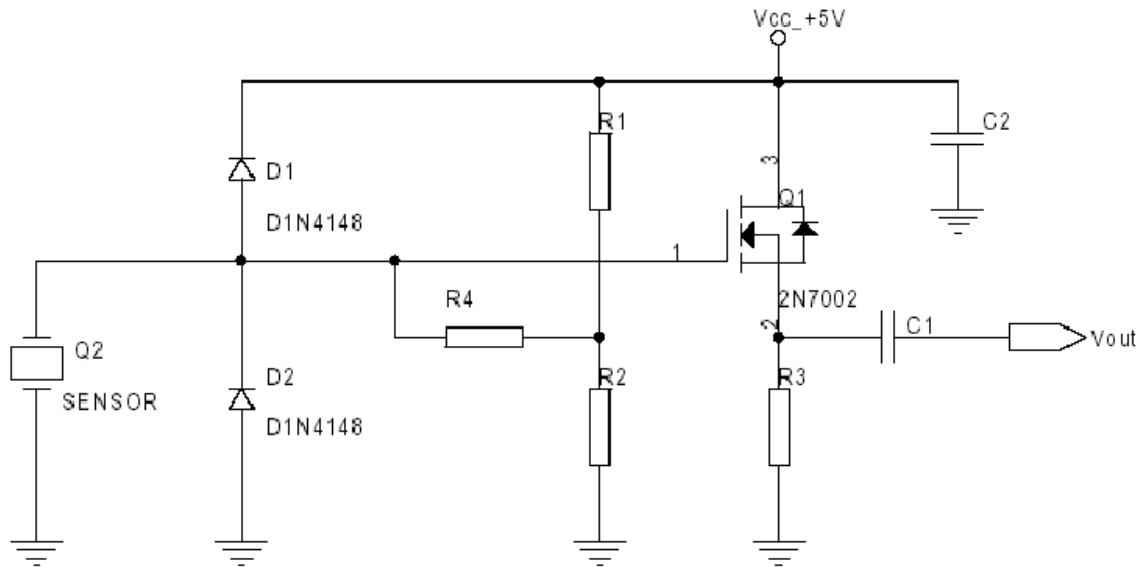 Vcc_+5V
R1
C2
D1
3
Q1
D1N4148
1
R4
2N7002
2
C1
Vout
Q2
D2
R2
R3
SENSOR
D1N4148